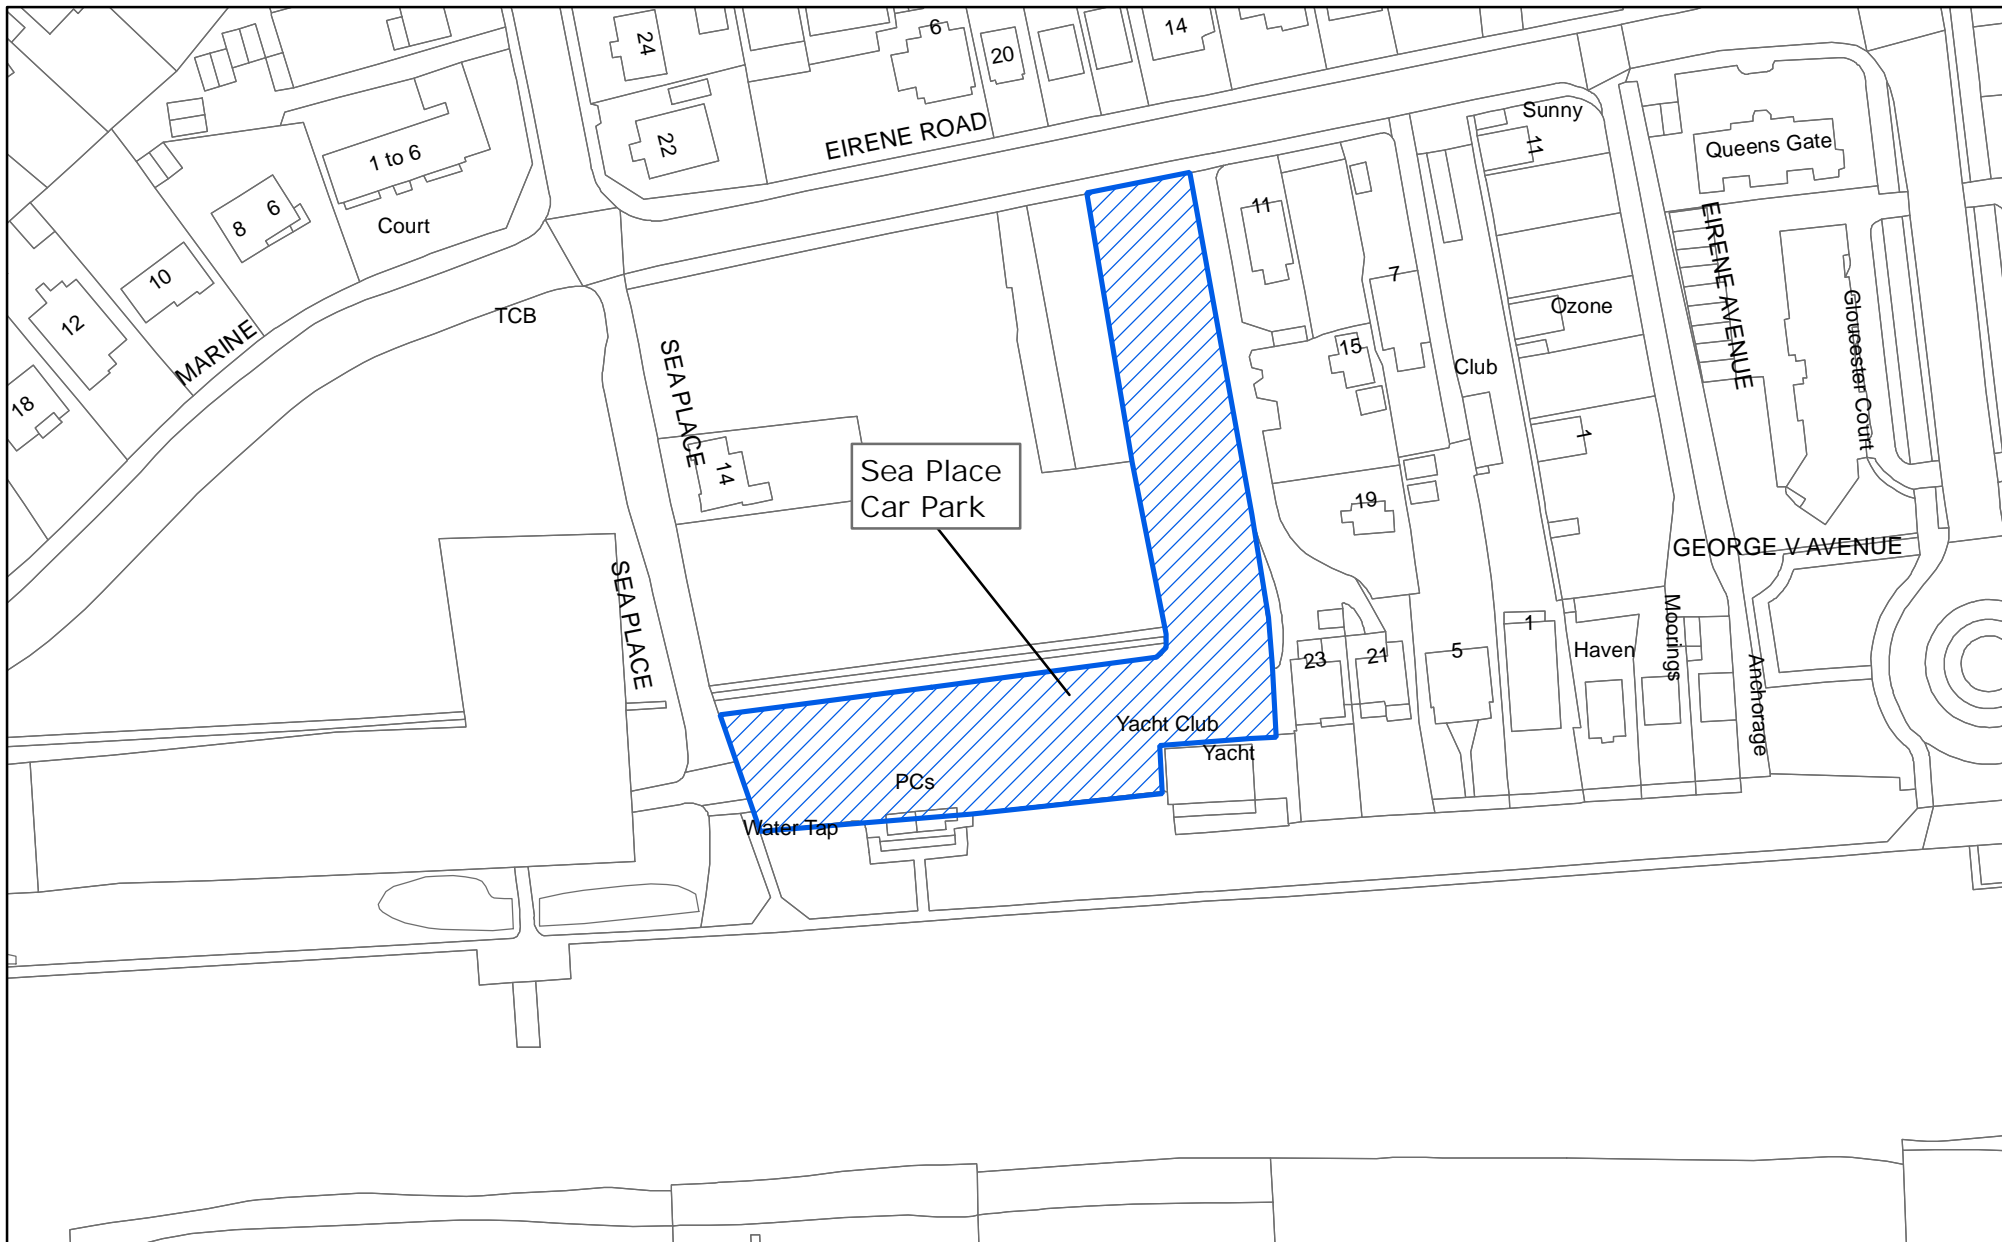 24
6
20
14
Sunny
11
22
EIRENE ROAD
Queens Gate
1 to 6
8
6
Court
11
EIRENE AVENUE
10
7
12
MARINE
TCB
Ozone
Gloucester Court
SEA PLACE
15
Club
18
14
1
Sea Place
Car Park
19
GEORGE V AVENUE
SEA PLACE
1
Moorings
23
21
5
Haven
Anchorage
Yacht Club
Yacht
PCs
Water Tap